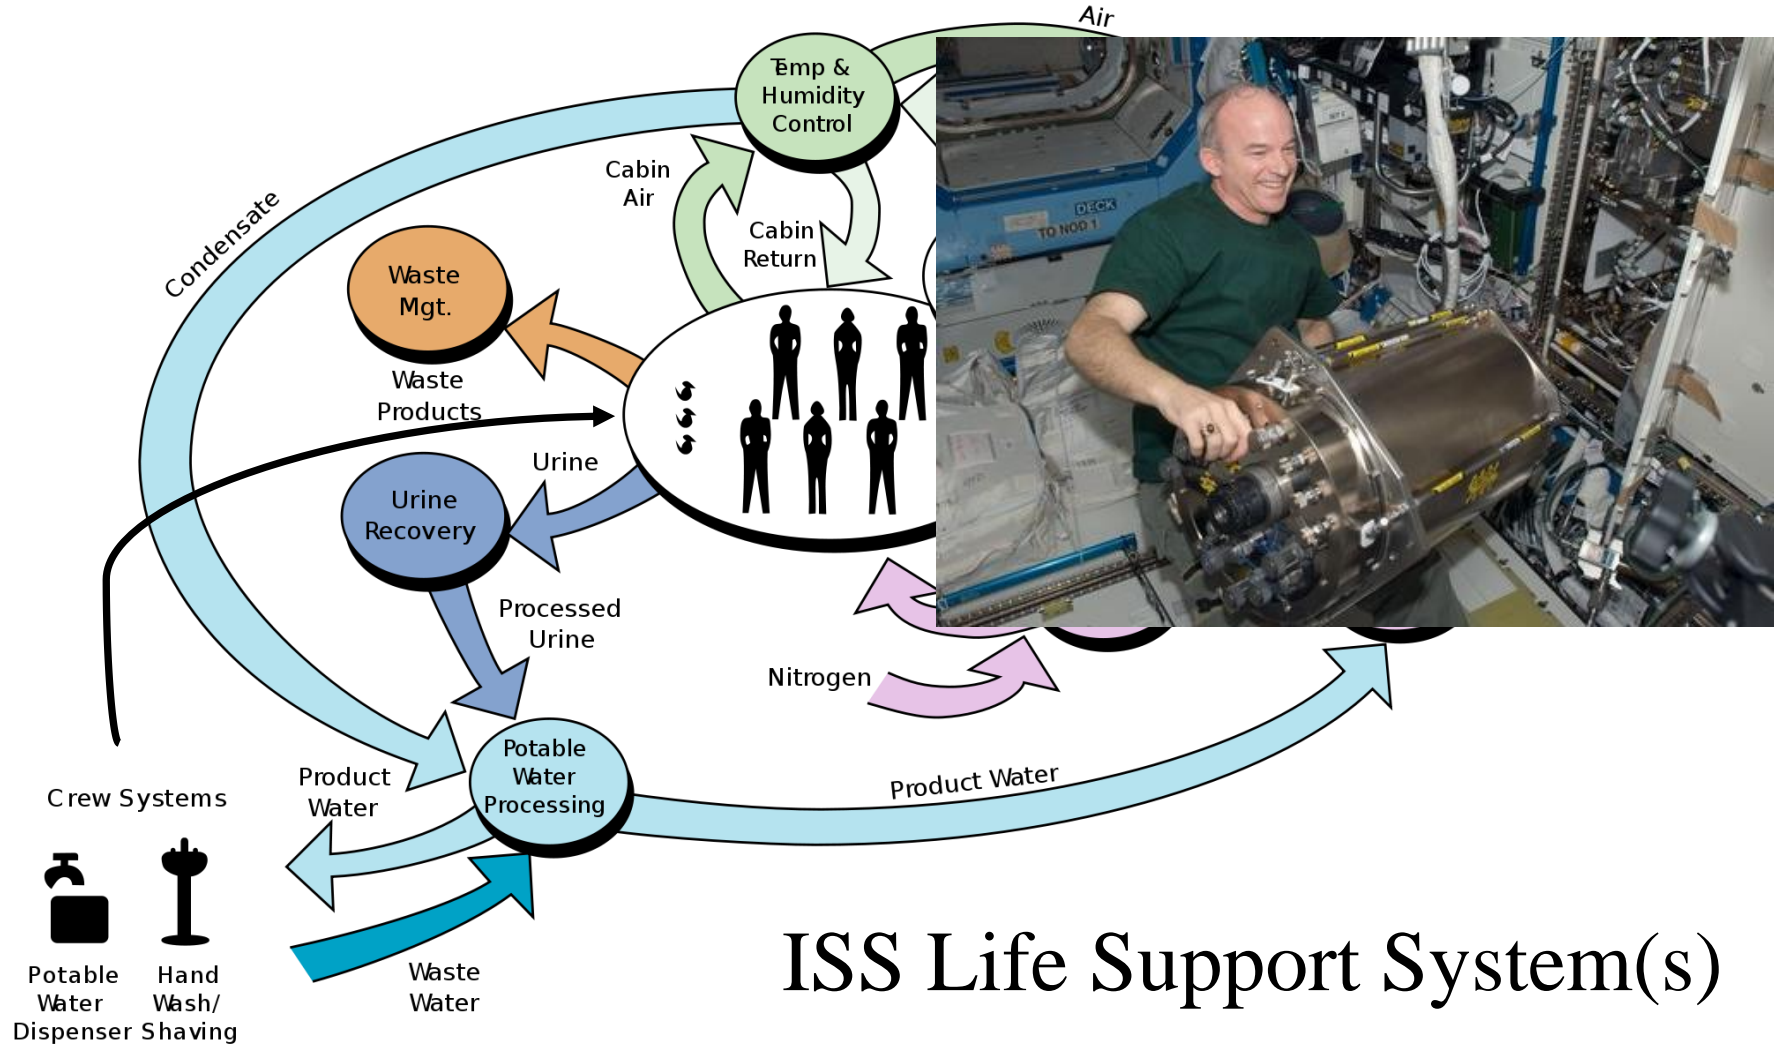 Air
Temp &
Humidity
Control
Cabin
Air
Condensate
Cabin
Return
DECK
TO NOD 1
Waste
Mgt.
Waste
Products
Urine
Urine
Recovery
Processed
Urine
Nitrogen
Potable
Water
Processing
Product
Water
Product Water
Crew Systems
Waste
Water
Potable
Water
Dispenser
Hand
Wash/
Shaving
ISS Life Support System(s)